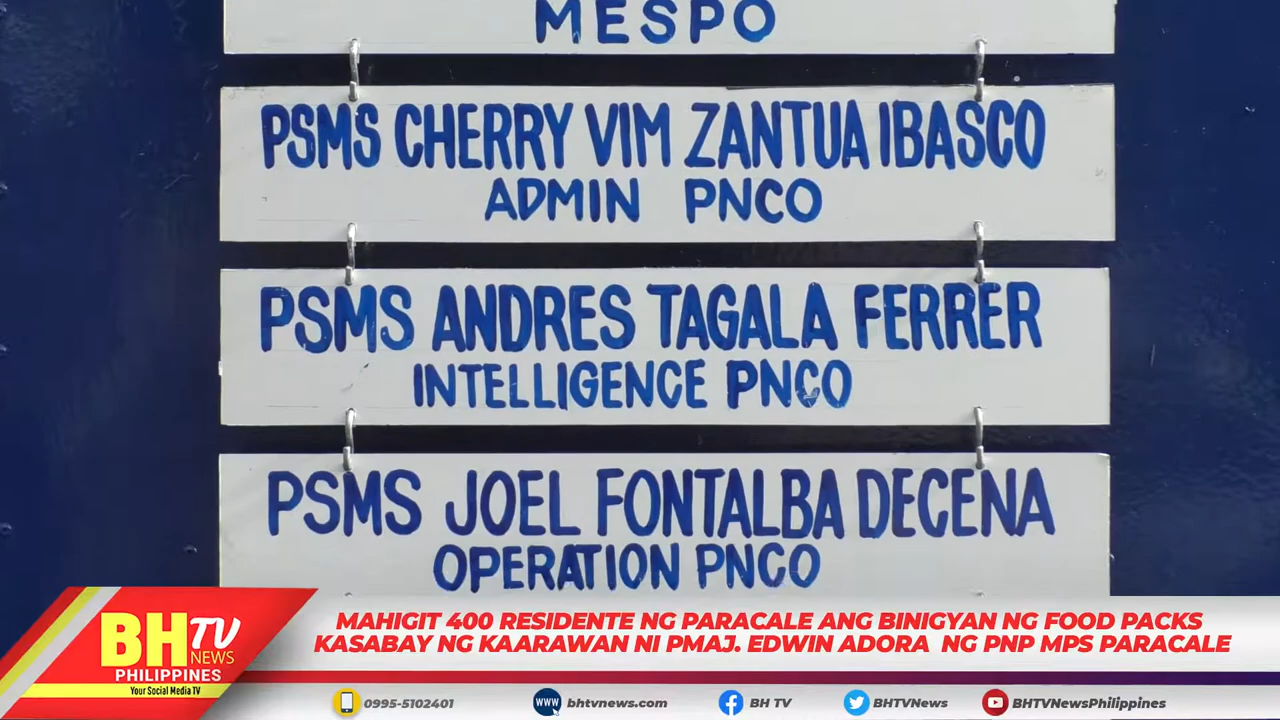 MESPO
PSMS CHERRY VIM ZANTUA IBASCO
ADMIN PNCO
PSMS ANDRES TAGALA FERRER
INTELLIGENCE PNCO
PSMS JOEL FONTALBA DECENA
OPERATION PNCO
BH TV
NEWS
PHILIPPINES
Your Social Media TV
MAHIGIT 400 RESIDENTE NG PARACALE ANG BINIGYAN NG FOOD PACKS
KASABAY NG KAARAWAN NI PMAJ. EDWIN ADORA NG PNP MPS PARACALE
0995-5102401
WWW bhtvnews.com
BH TV
BHTVNews
BHTVNewsPhilippines